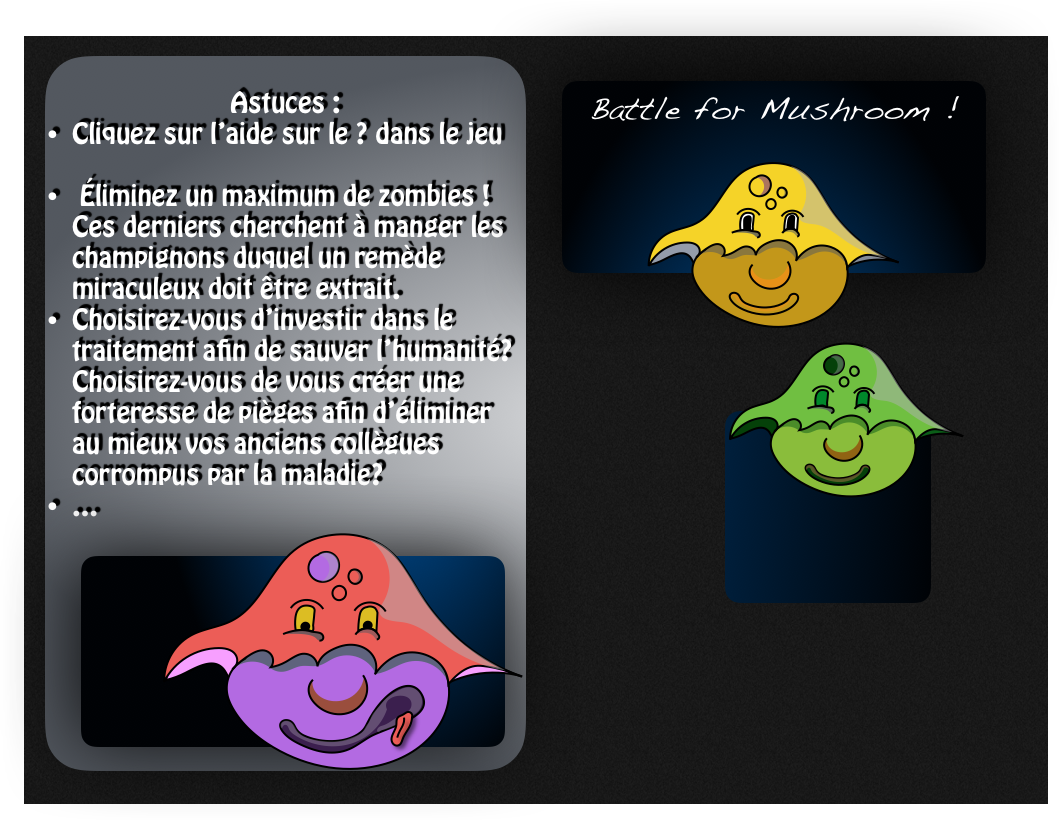 Astuces :
• Cliquez sur l'aide sur le ? dans le jeu
• Éliminez un maximum de zombies !
Ces derniers cherchent à manger les
champignons duquel un remède
miraculeux doit être extrait.
• Choisirez-vous d'investir dans le
traitement afin de sauver l'humanité?
Choisirez-vous de vous créer une
forteresse de pièges afin d'éliminer
au mieux vos anciens collègues
corrompus par la maladie?
• ...
Battle for Mushroom !